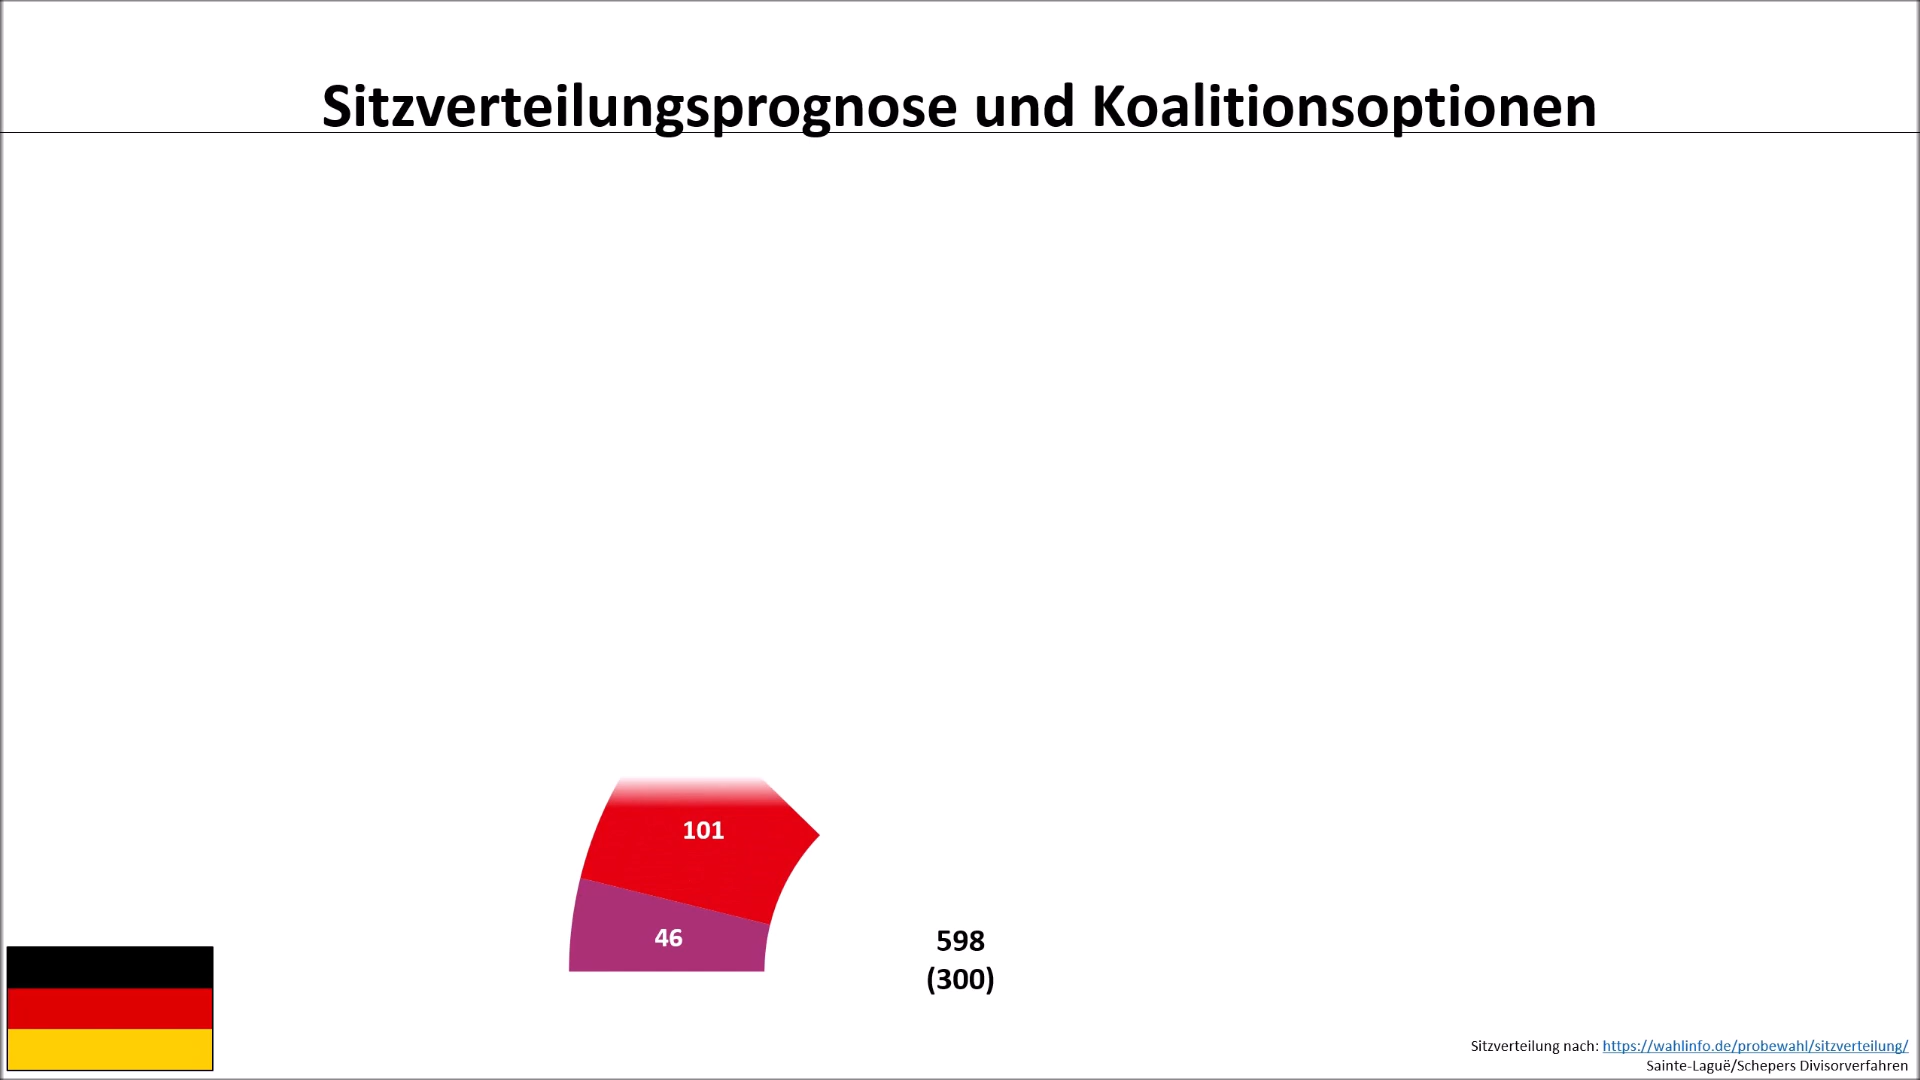 Sitzverteilungsprognose und Koalitionsoptionen
101
46
598
(300)
Sitzverteilung nach: https://wahlinfo.de/probewahl/sitzverteilung/
Sainte-Laguë/Schepers Divisorverfahren